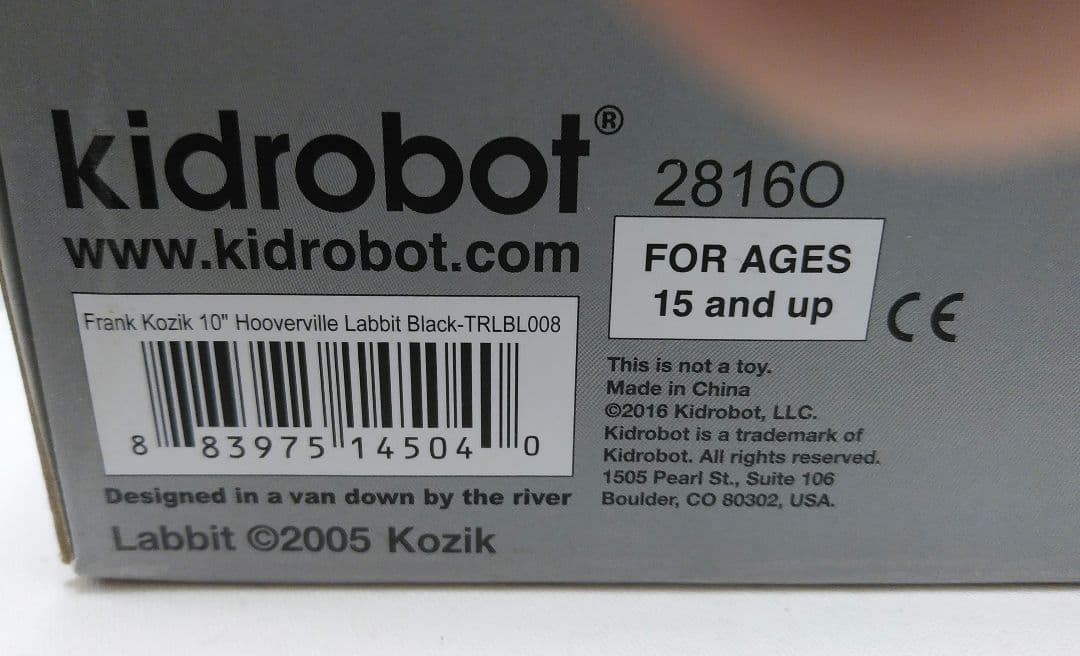 kidrobot®
www.kidrobot.com
Frank Kozik 10" Hooverville Labbit Black-TRLBL008
8 83975 14504 0
Designed in a van down by the river
Labbit ©2005 Kozik
2816O
FOR AGES
15 and up
CE
This is not a toy.
Made in China
©2016 Kidrobot, LLC.
Kidrobot is a trademark of
Kidrobot. All rights reserved.
1505 Pearl St., Suite 106
Boulder, CO 80302, USA.